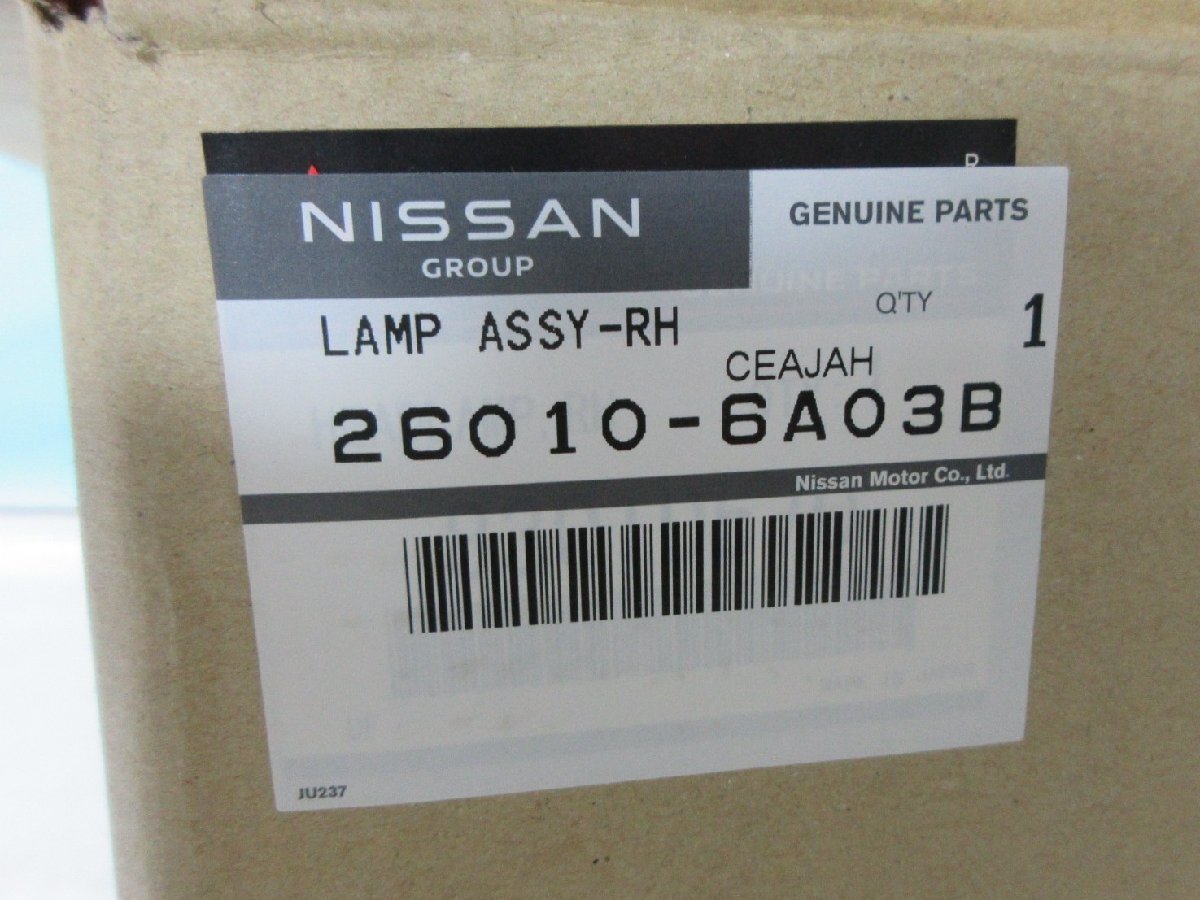 R
NISSAN
GROUP
GENUINE PARTS
LAMP ASSY-RH
Q'TY 1
CEAJAH
26010-6A03B
Nissan Motor Co., Ltd.
JU237